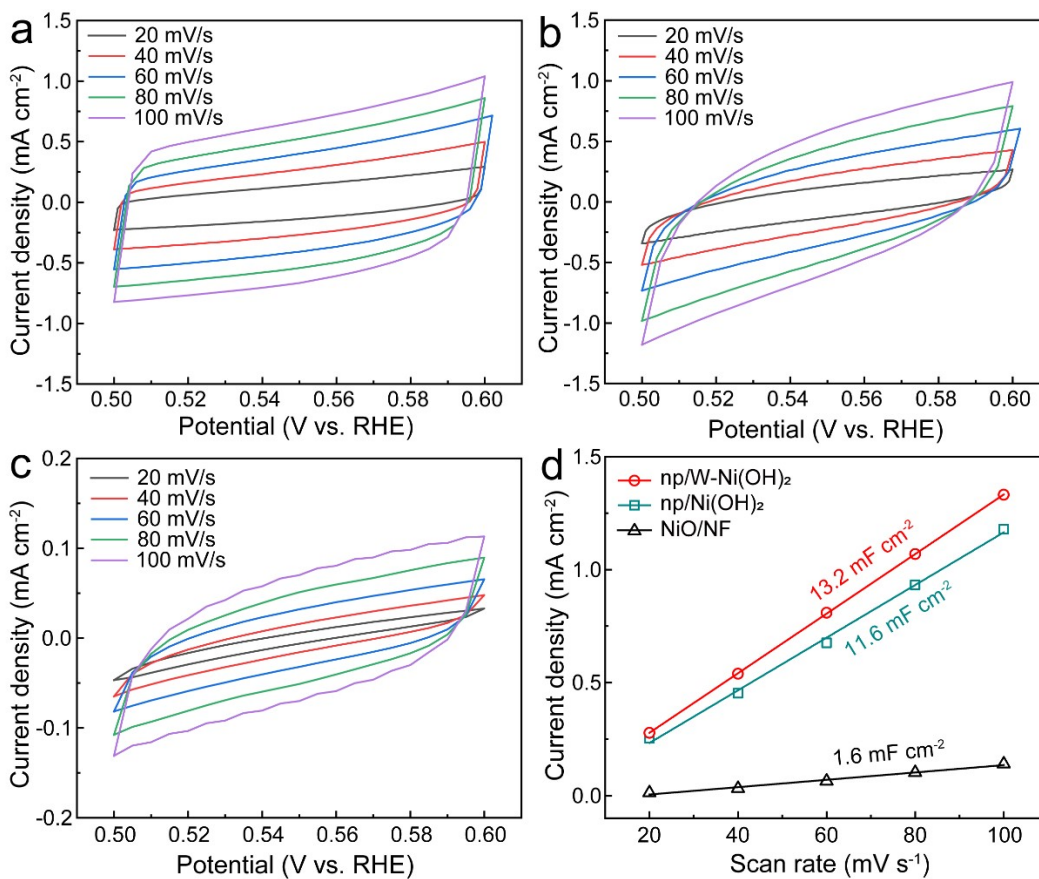 a
20 mV/s
40 mV/s
60 mV/s
80 mV/s
100 mV/s
Current density (mA cm⁻²)
1.5
1.0
0.5
0.0
-0.5
-1.0
-1.5
0.50 0.52 0.54 0.56 0.58 0.60
Potential (V vs. RHE)
b
20 mV/s
40 mV/s
60 mV/s
80 mV/s
100 mV/s
Current density (mA cm⁻²)
1.5
1.0
0.5
0.0
-0.5
-1.0
-1.5
0.50 0.52 0.54 0.56 0.58 0.60
Potential (V vs. RHE)
c
20 mV/s
40 mV/s
60 mV/s
80 mV/s
100 mV/s
Current density (mA cm⁻²)
0.2
0.1
0.0
-0.1
-0.2
0.50 0.52 0.54 0.56 0.58 0.60
Potential (V vs. RHE)
d
np/W-Ni(OH)₂
np/Ni(OH)₂
NiO/NF
13.2 mF cm⁻²
11.6 mF cm⁻²
1.6 mF cm⁻²
Current density (mA cm⁻²)
1.5
1.0
0.5
0.0
20 40 60 80 100
Scan rate (mV s⁻¹)